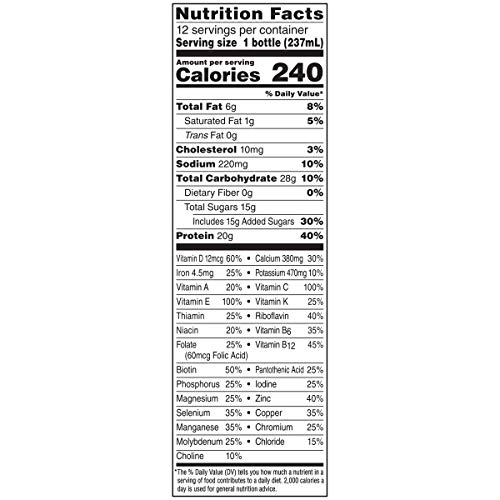 Nutrition Facts
12 servings per container
Serving size 1 bottle (237mL)
Amount per serving
Calories 240
% Daily Value*
Total Fat 6g 8%
Saturated Fat 1g 5%
Trans Fat 0g
Cholesterol 10mg 3%
Sodium 220mg 10%
Total Carbohydrate 28g 10%
Dietary Fiber 0g 0%
Total Sugars 15g
Includes 15g Added Sugars 30%
Protein 20g 40%
Vitamin D 12mcg 60% • Calcium 380mg 30%
Iron 4.5mg 25% • Potassium 470mg 10%
Vitamin A 20% • Vitamin C 100%
Vitamin E 100% • Vitamin K 25%
Thiamin 25% • Riboflavin 40%
Niacin 20% • Vitamin B6 35%
Folate 25% • Vitamin B12 45%
(60mcg Folic Acid)
Biotin 50% • Pantothenic Acid 25%
Phosphorus 25% • Iodine 25%
Magnesium 25% • Zinc 40%
Selenium 35% • Copper 35%
Manganese 35% • Chromium 25%
Molybdenum 25% • Chloride 15%
Choline 10%
*The % Daily Value (DV) tells you how much a nutrient in a
serving of food contributes to a daily diet. 2,000 calories a
day is used for general nutrition advice.